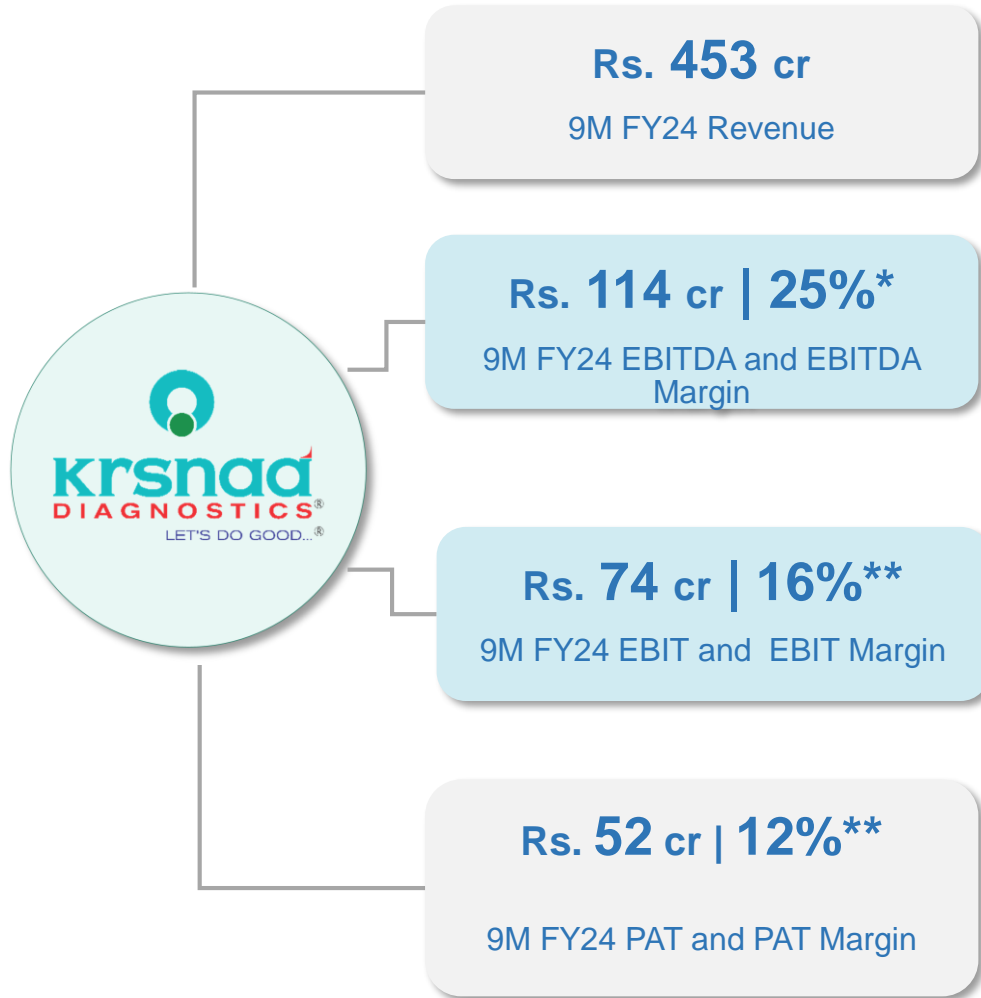 Rs. 453 cr
9M FY24 Revenue
Rs. 114 cr | 25%*
9M FY24 EBITDA and EBITDA
Margin
krsnaa
DIAGNOSTICS®
LET'S DO GOOD...®
Rs. 74 cr | 16%**
9M FY24 EBIT and EBIT Margin
Rs. 52 cr | 12%**
9M FY24 PAT and PAT Margin